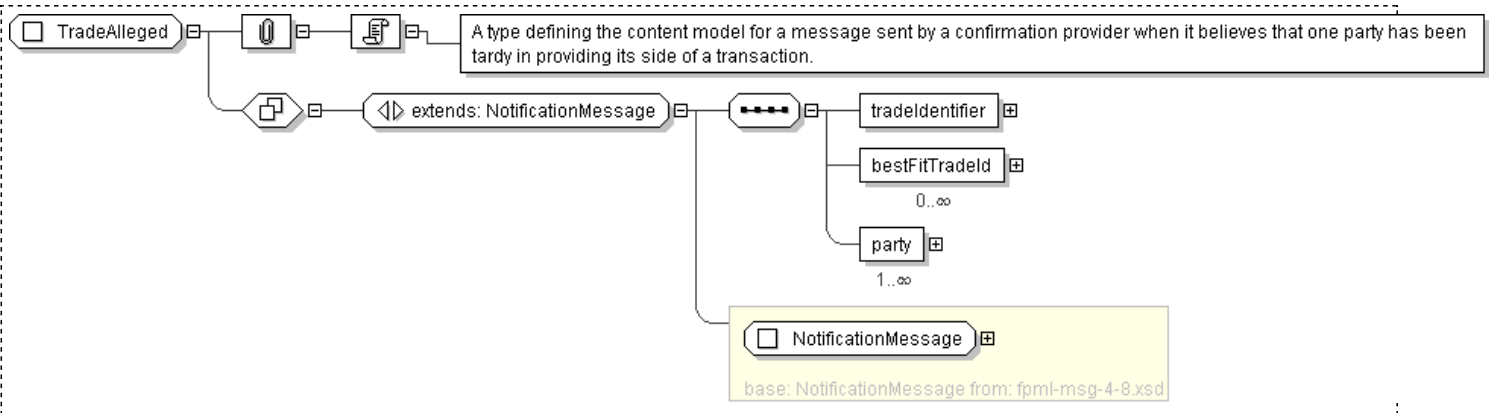 TradeAlleged
A type defining the content model for a message sent by a confirmation provider when it believes that one party has been
tardy in providing its side of a transaction.
extends: NotificationMessage
tradeIdentifier
bestFitTradeId
0..∞
party
1..∞
NotificationMessage
base: NotificationMessage from: fpml-msg-4-8.xsd